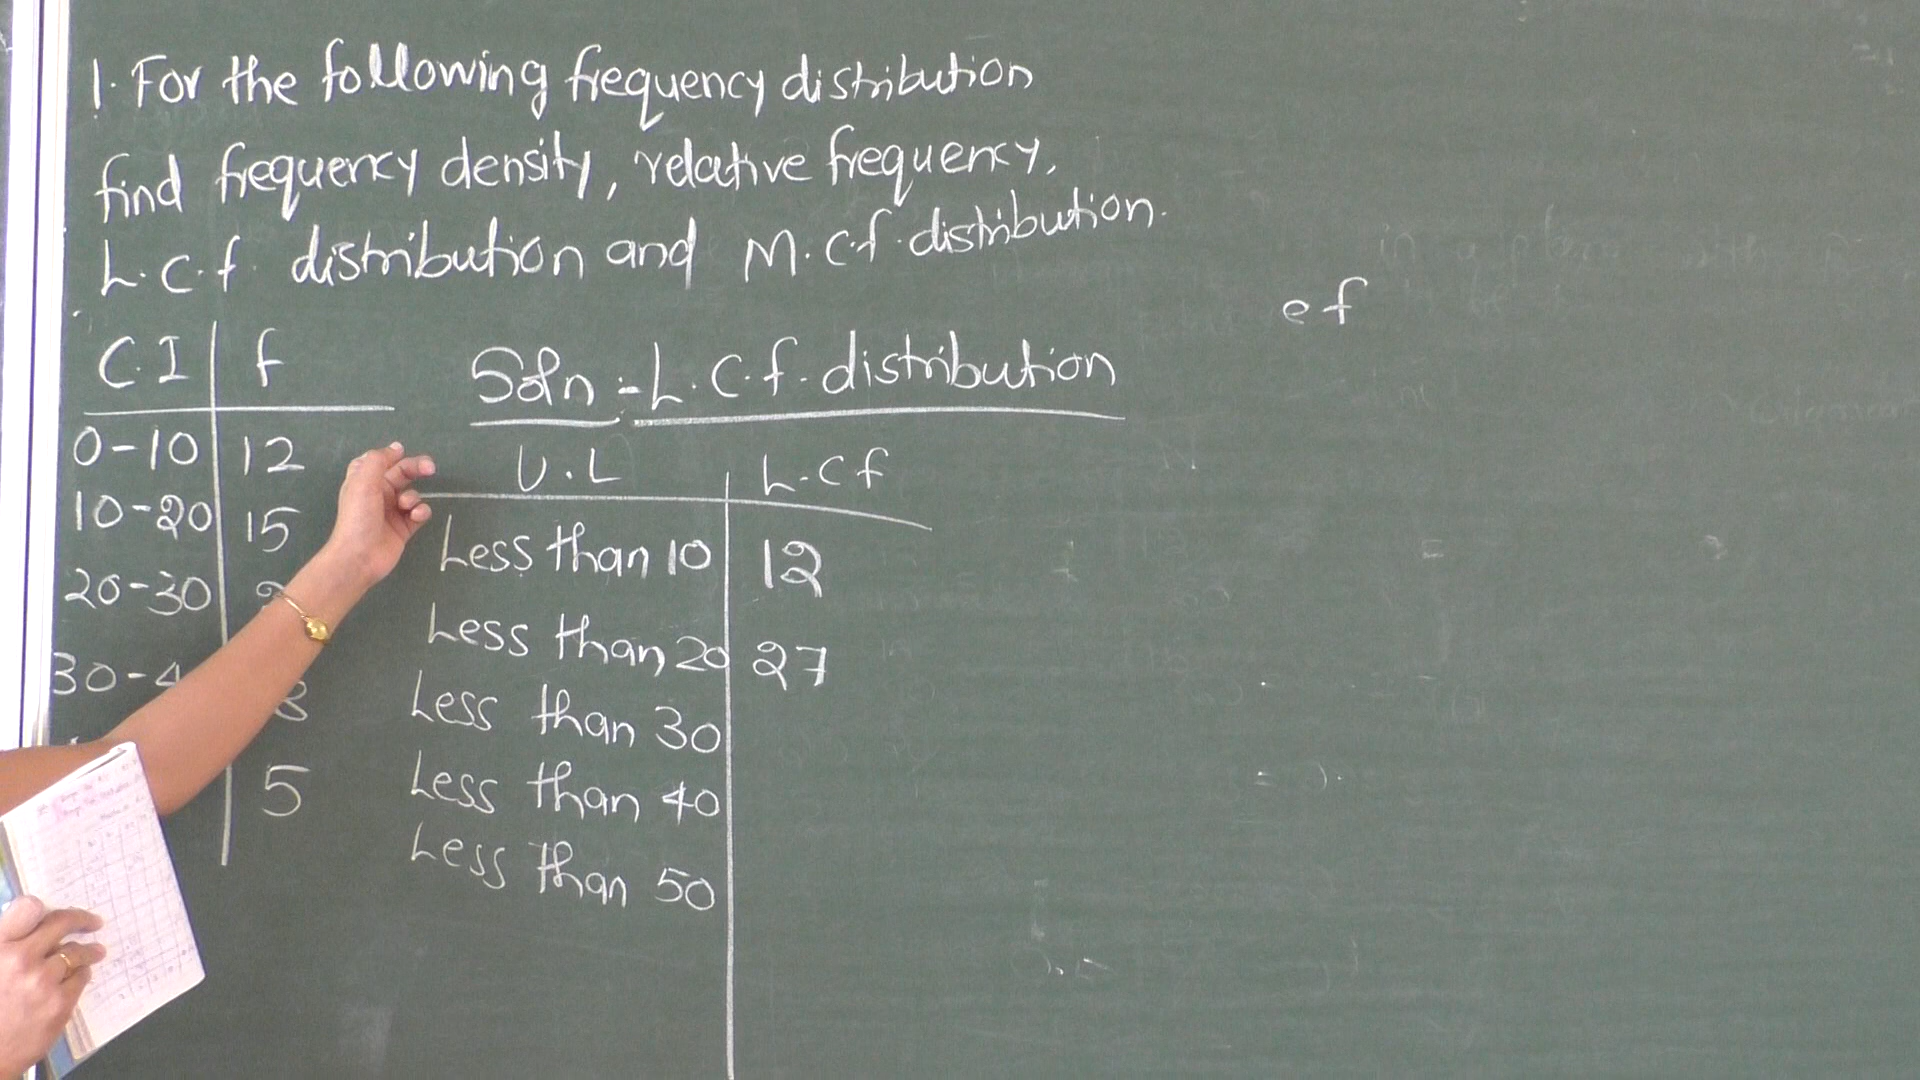 1. For the following frequency distribution
find frequency density, relative frequency,
L.c.f. distribution and M.C.f. distribution.
e f
C.I f
0-10 12
10-20 15
20-30
30-4
5
Soln :- L.C.f. distribution
U.L L.Cf
Less than 10 12
Less than 20 27
Less than 30
Less than 40
Less than 50